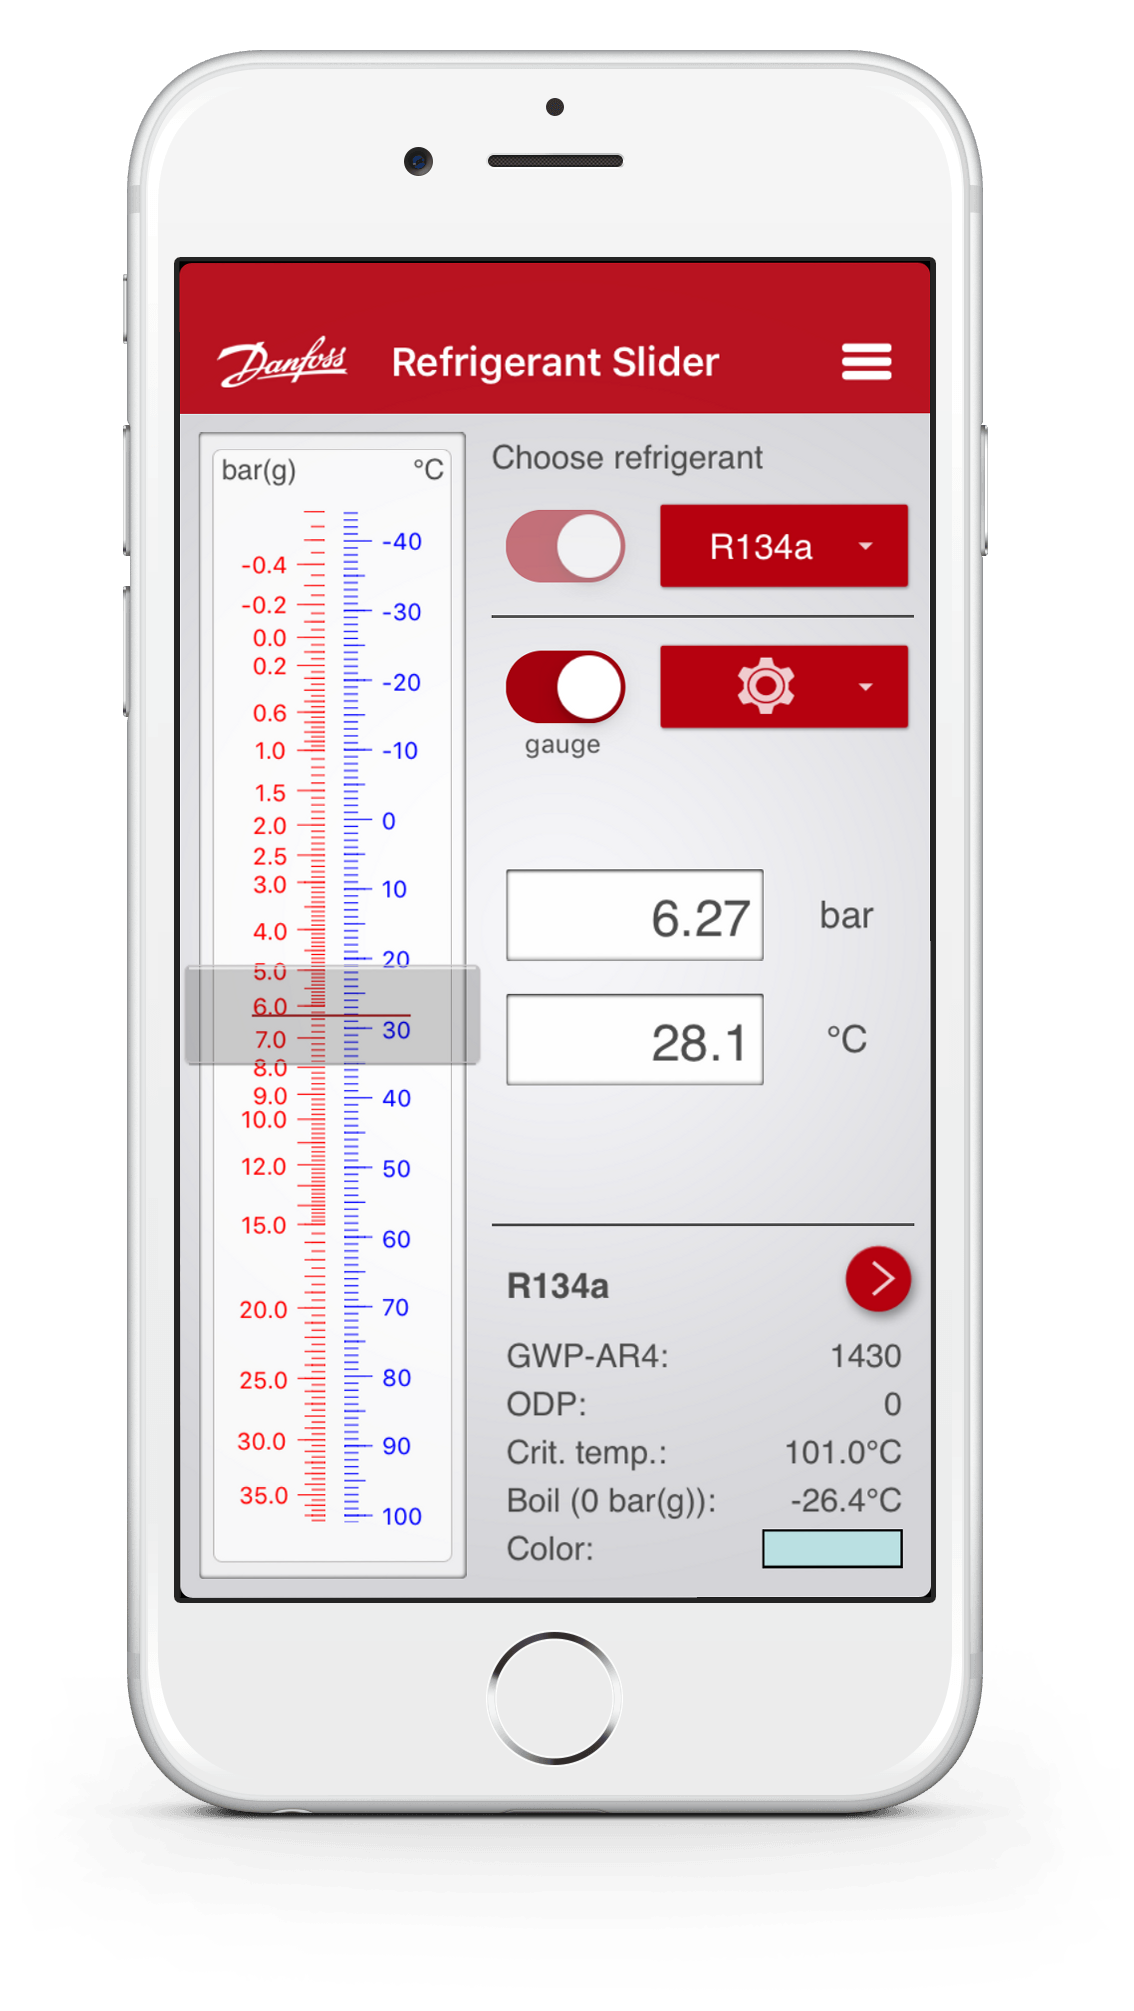 Danfoss Refrigerant Slider
bar(g) °C
-40
-0.4
-30
-0.2
0.0
0.2
-20
0.6
1.0 -10
1.5
2.0 0
2.5
3.0 10
4.0
20
5.0
6.0
30
7.0
8.0
9.0 40
10.0
12.0 50
15.0
60
20.0 70
25.0 80
30.0 90
35.0
100
Choose refrigerant
R134a
gauge
6.27 bar
28.1 °C
R134a
GWP-AR4: 1430
ODP: 0
Crit. temp.: 101.0°C
Boil (0 bar(g)): -26.4°C
Color: